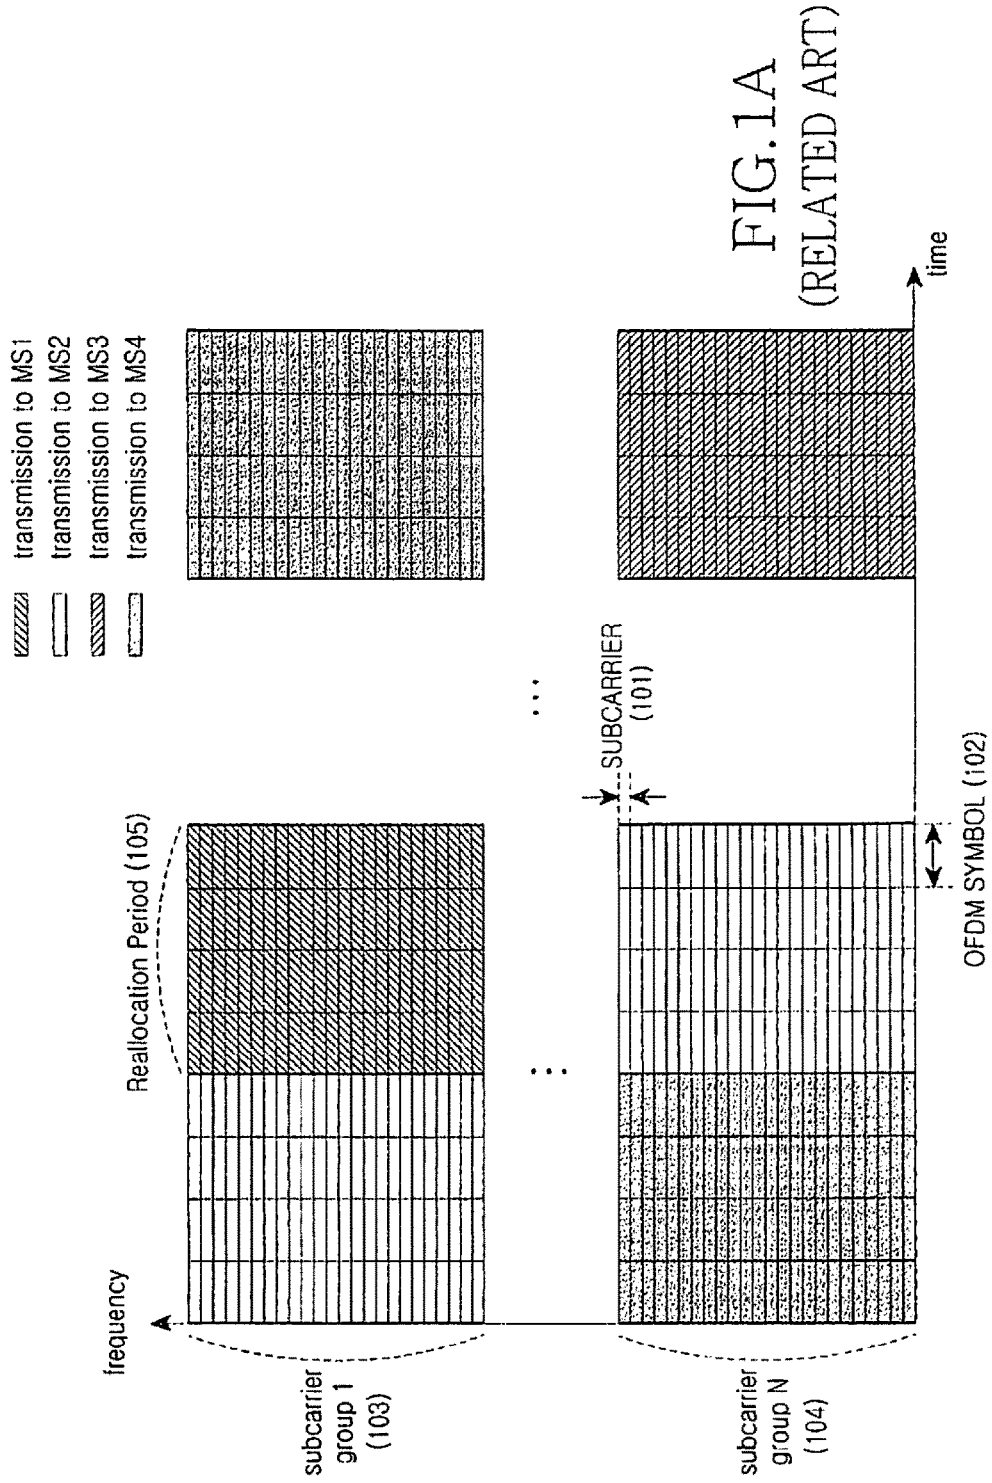 transmission to MS1
transmission to MS2
transmission to MS3
transmission to MS4
frequency
Reallocation Period (105)
subcarrier
group 1
(103)
...
...
SUBCARRIER
(101)
subcarrier
group N
(104)
OFDM SYMBOL (102)
time
FIG.1A
(RELATED ART)